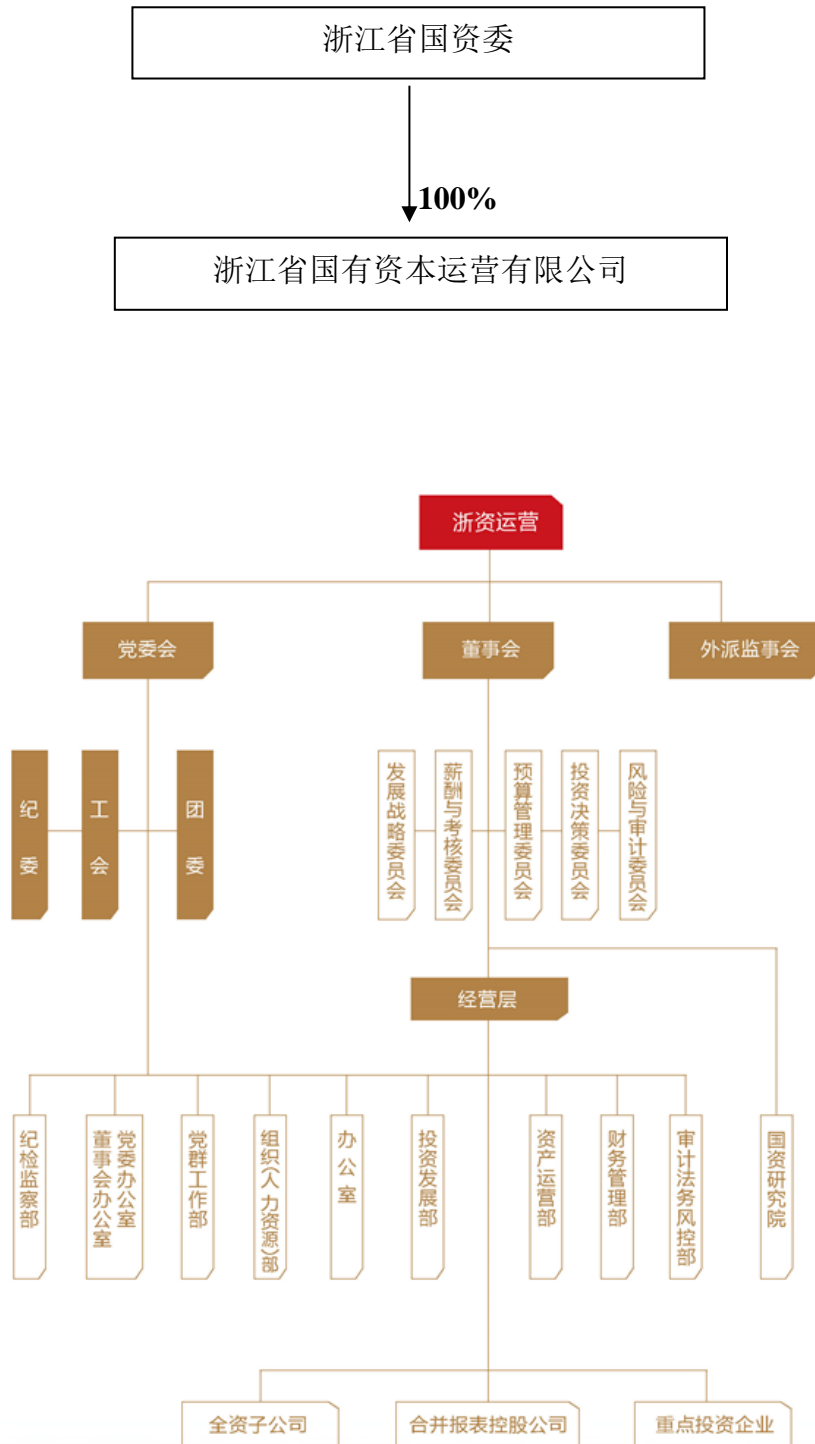 浙江省国资委
100%
浙江省国有资本运营有限公司
浙资运营
党委会
董事会
外派监事会
纪委
工会
团委
发展战略委员会
薪酬与考核委员会
预算管理委员会
投资决策委员会
风险与审计委员会
经营层
纪检监察部
党委办公室
董事会办公室
党群工作部
组织(人力资源)部
办公室
投资发展部
资产运营部
财务管理部
审计法务风控部
国资研究院
全资子公司
合并报表控股公司
重点投资企业